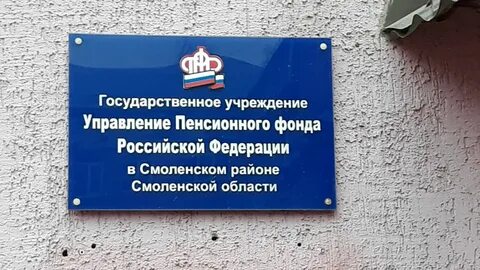 Государственное учреждение
Управление Пенсионного фонда
Российской Федерации
в Смоленском районе
Смоленской области